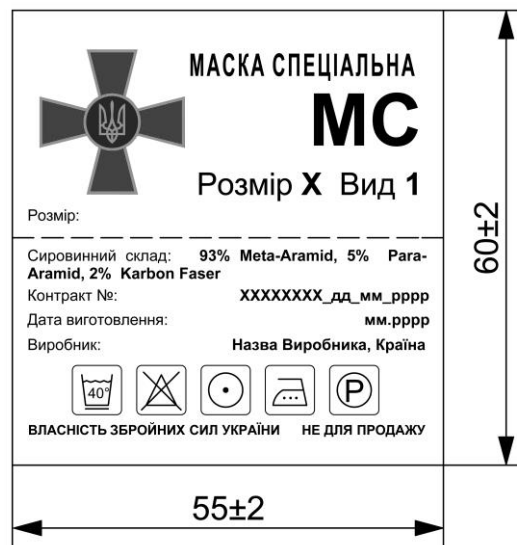 МАСКА СПЕЦІАЛЬНА
МС
Розмір Х Вид 1
Розмір:
Сировинний склад: 93% Meta-Aramid, 5% Para-
Aramid, 2% Karbon Faser
Контракт №: ХХХХХХХХ_дд_мм_рррр
Дата виготовлення: мм.рррр
Виробник: Назва Виробника, Країна
40° P
ВЛАСНІСТЬ ЗБРОЙНИХ СИЛ УКРАЇНИ НЕ ДЛЯ ПРОДАЖУ
60±2
55±2